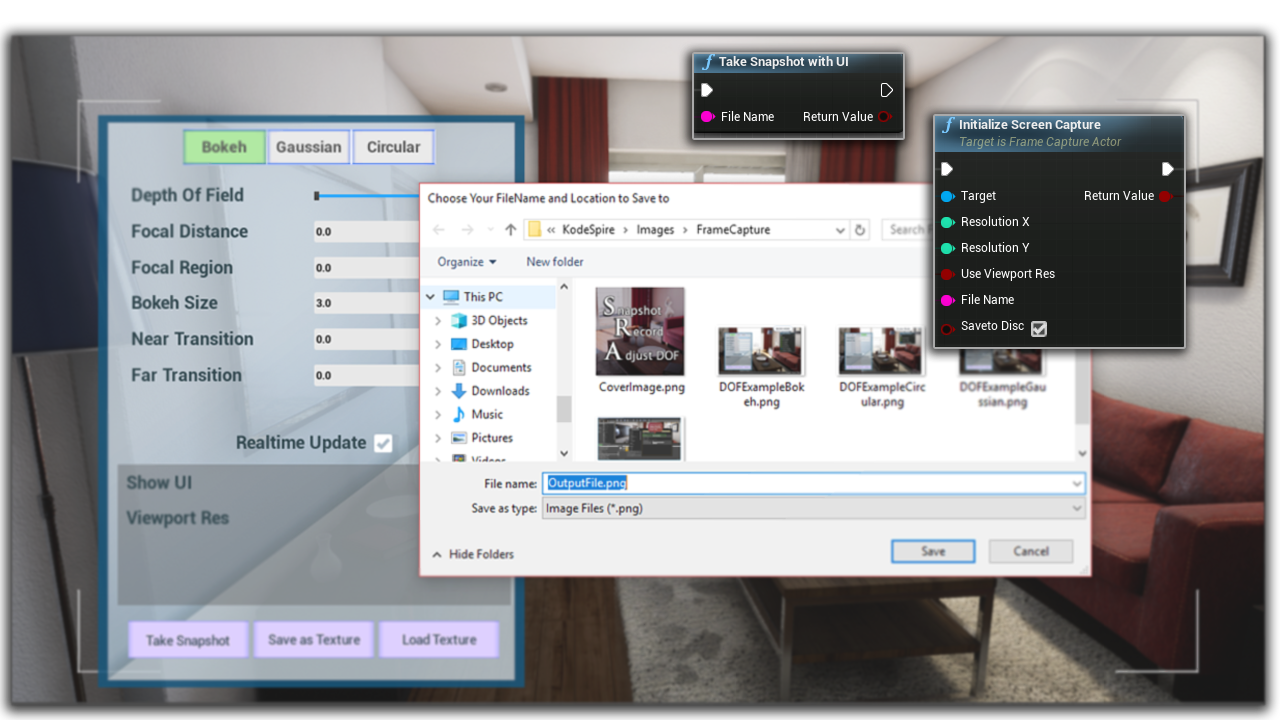 Take Snapshot with UI
File Name
Return Value
Initialize Screen Capture
Target is Frame Capture Actor
Target
Return Value
Resolution X
Resolution Y
Use Viewport Res
File Name
Saveto Disc
Bokeh
Gaussian
Circular
Depth Of Field
Focal Distance
0.0
Focal Region
0.0
Bokeh Size
3.0
Near Transition
0.0
Far Transition
0.0
Realtime Update
Show UI
Viewport Res
Take Snapshot
Save as Texture
Load Texture
Choose Your FileName and Location to Save to
« KodeSpire › Images › FrameCapture
Search
Organize
New folder
This PC
3D Objects
Desktop
Documents
Downloads
Music
Pictures
Videos
Snapshot
Record
Adjust DOF
CoverImage.png
DOFExampleBok
eh.png
DOFExampleCirc
ular.png
DOFExampleGau
ssian.png
File name:
OutputFile.png
Save as type:
Image Files (*.png)
Hide Folders
Save
Cancel